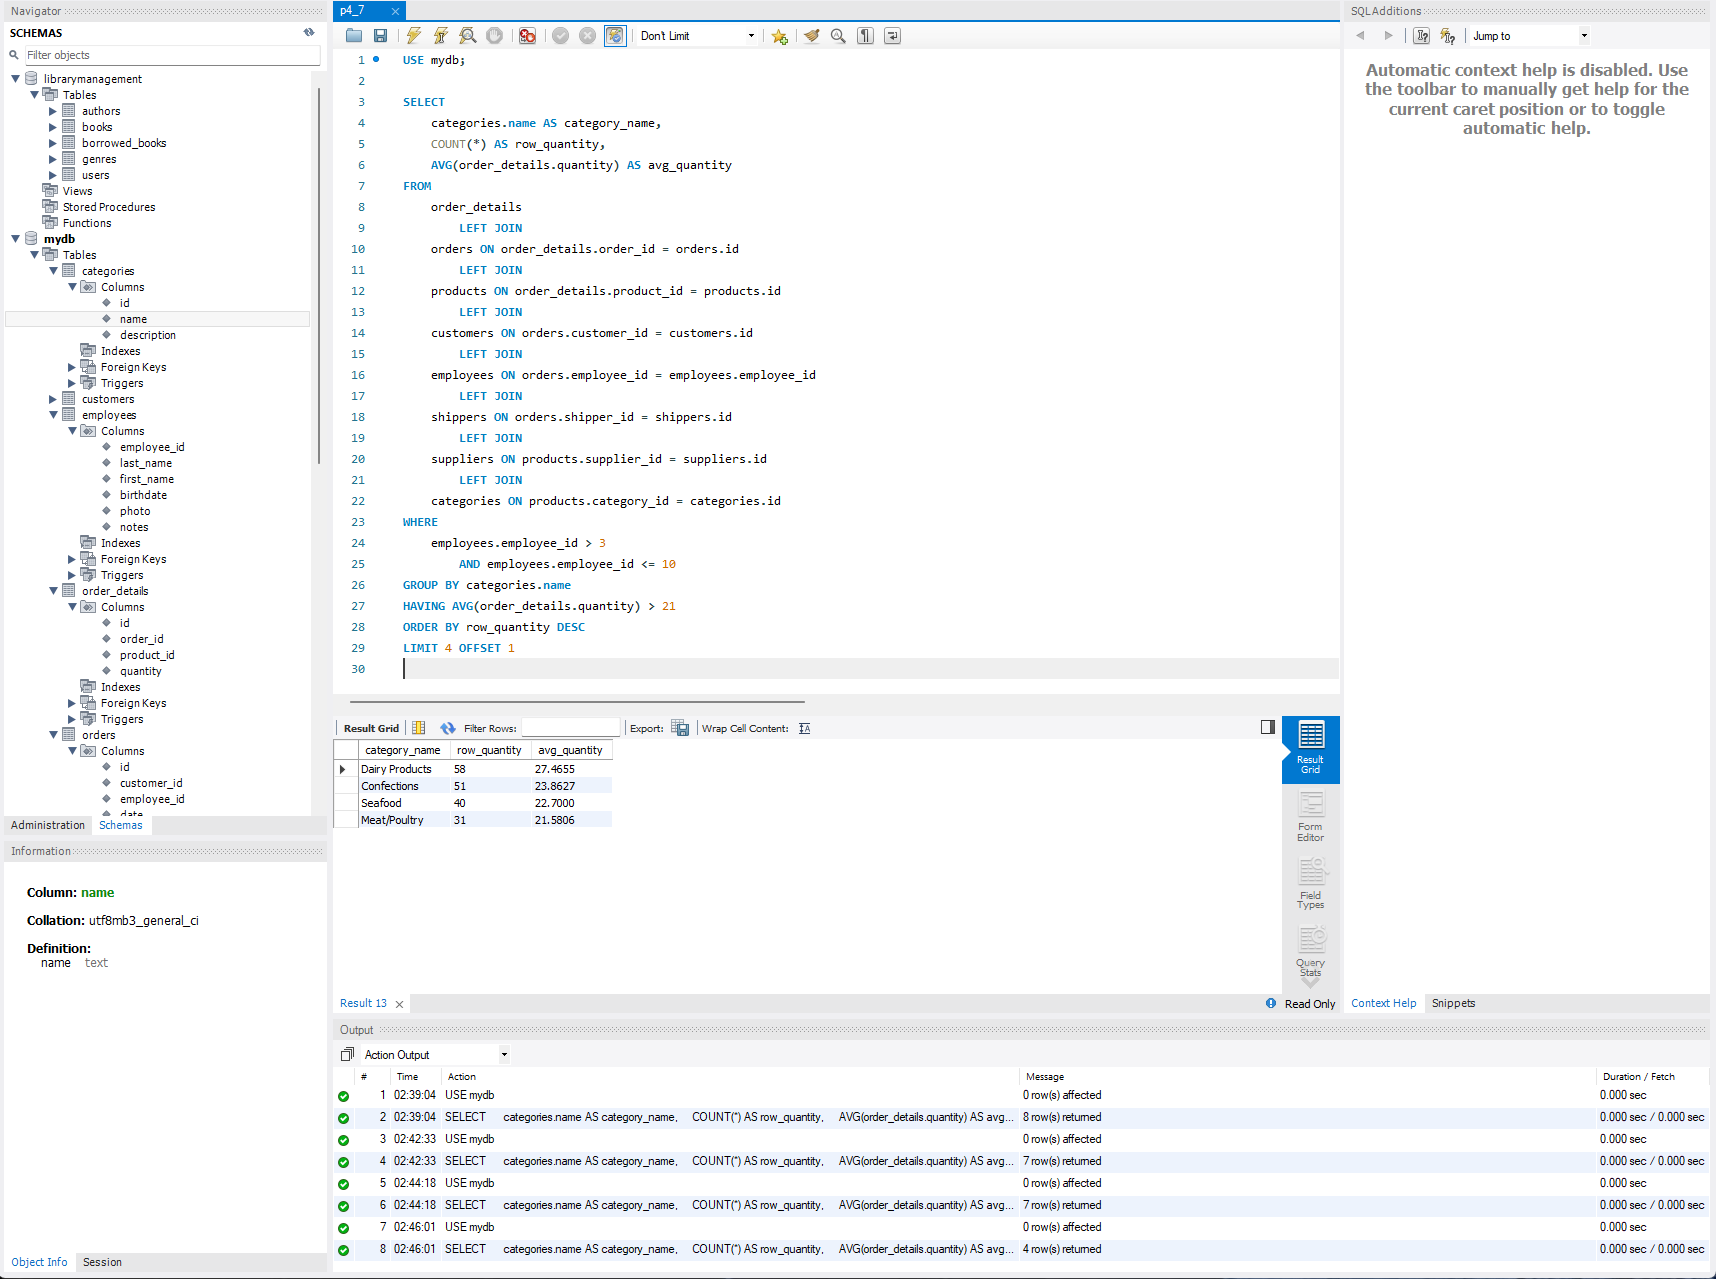 Navigator
SCHEMAS
Filter objects
librarymanagement
Tables
authors
books
borrowed_books
genres
users
Views
Stored Procedures
Functions
mydb
Tables
categories
Columns
id
name
description
Indexes
Foreign Keys
Triggers
customers
employees
Columns
employee_id
last_name
first_name
birthdate
photo
notes
Indexes
Foreign Keys
Triggers
order_details
Columns
id
order_id
product_id
quantity
Indexes
Foreign Keys
Triggers
orders
Columns
id
customer_id
employee_id
date
Administration Schemas
Information
Column: name
Collation: utf8mb3_general_ci
Definition:
name text
Object Info Session
p4_7
Don't Limit
1 USE mydb;
2
3 SELECT
4 categories.name AS category_name,
5 COUNT(*) AS row_quantity,
6 AVG(order_details.quantity) AS avg_quantity
7 FROM
8 order_details
9 LEFT JOIN
10 orders ON order_details.order_id = orders.id
11 LEFT JOIN
12 products ON order_details.product_id = products.id
13 LEFT JOIN
14 customers ON orders.customer_id = customers.id
15 LEFT JOIN
16 employees ON orders.employee_id = employees.employee_id
17 LEFT JOIN
18 shippers ON orders.shipper_id = shippers.id
19 LEFT JOIN
20 suppliers ON products.supplier_id = suppliers.id
21 LEFT JOIN
22 categories ON products.category_id = categories.id
23 WHERE
24 employees.employee_id > 3
25 AND employees.employee_id <= 10
26 GROUP BY categories.name
27 HAVING AVG(order_details.quantity) > 21
28 ORDER BY row_quantity DESC
29 LIMIT 4 OFFSET 1
30
Result Grid Filter Rows: Export: Wrap Cell Content:
category_name row_quantity avg_quantity
Dairy Products 58 27.4655
Confections 51 23.8627
Seafood 40 22.7000
Meat/Poultry 31 21.5806
Result
Grid
Form
Editor
Field
Types
Query
Stats
Result 13 Read Only
Output
Action Output
# Time Action Message Duration / Fetch
1 02:39:04 USE mydb 0 row(s) affected 0.000 sec
2 02:39:04 SELECT categories.name AS category_name, COUNT(*) AS row_quantity, AVG(order_details.quantity) AS avg... 8 row(s) returned 0.000 sec / 0.000 sec
3 02:42:33 USE mydb 0 row(s) affected 0.000 sec
4 02:42:33 SELECT categories.name AS category_name, COUNT(*) AS row_quantity, AVG(order_details.quantity) AS avg... 7 row(s) returned 0.000 sec / 0.000 sec
5 02:44:18 USE mydb 0 row(s) affected 0.000 sec
6 02:44:18 SELECT categories.name AS category_name, COUNT(*) AS row_quantity, AVG(order_details.quantity) AS avg... 7 row(s) returned 0.000 sec / 0.000 sec
7 02:46:01 USE mydb 0 row(s) affected 0.000 sec
8 02:46:01 SELECT categories.name AS category_name, COUNT(*) AS row_quantity, AVG(order_details.quantity) AS avg... 4 row(s) returned 0.000 sec / 0.000 sec
SQLAdditions
Jump to
Automatic context help is disabled. Use
the toolbar to manually get help for the
current caret position or to toggle
automatic help.
Context Help Snippets